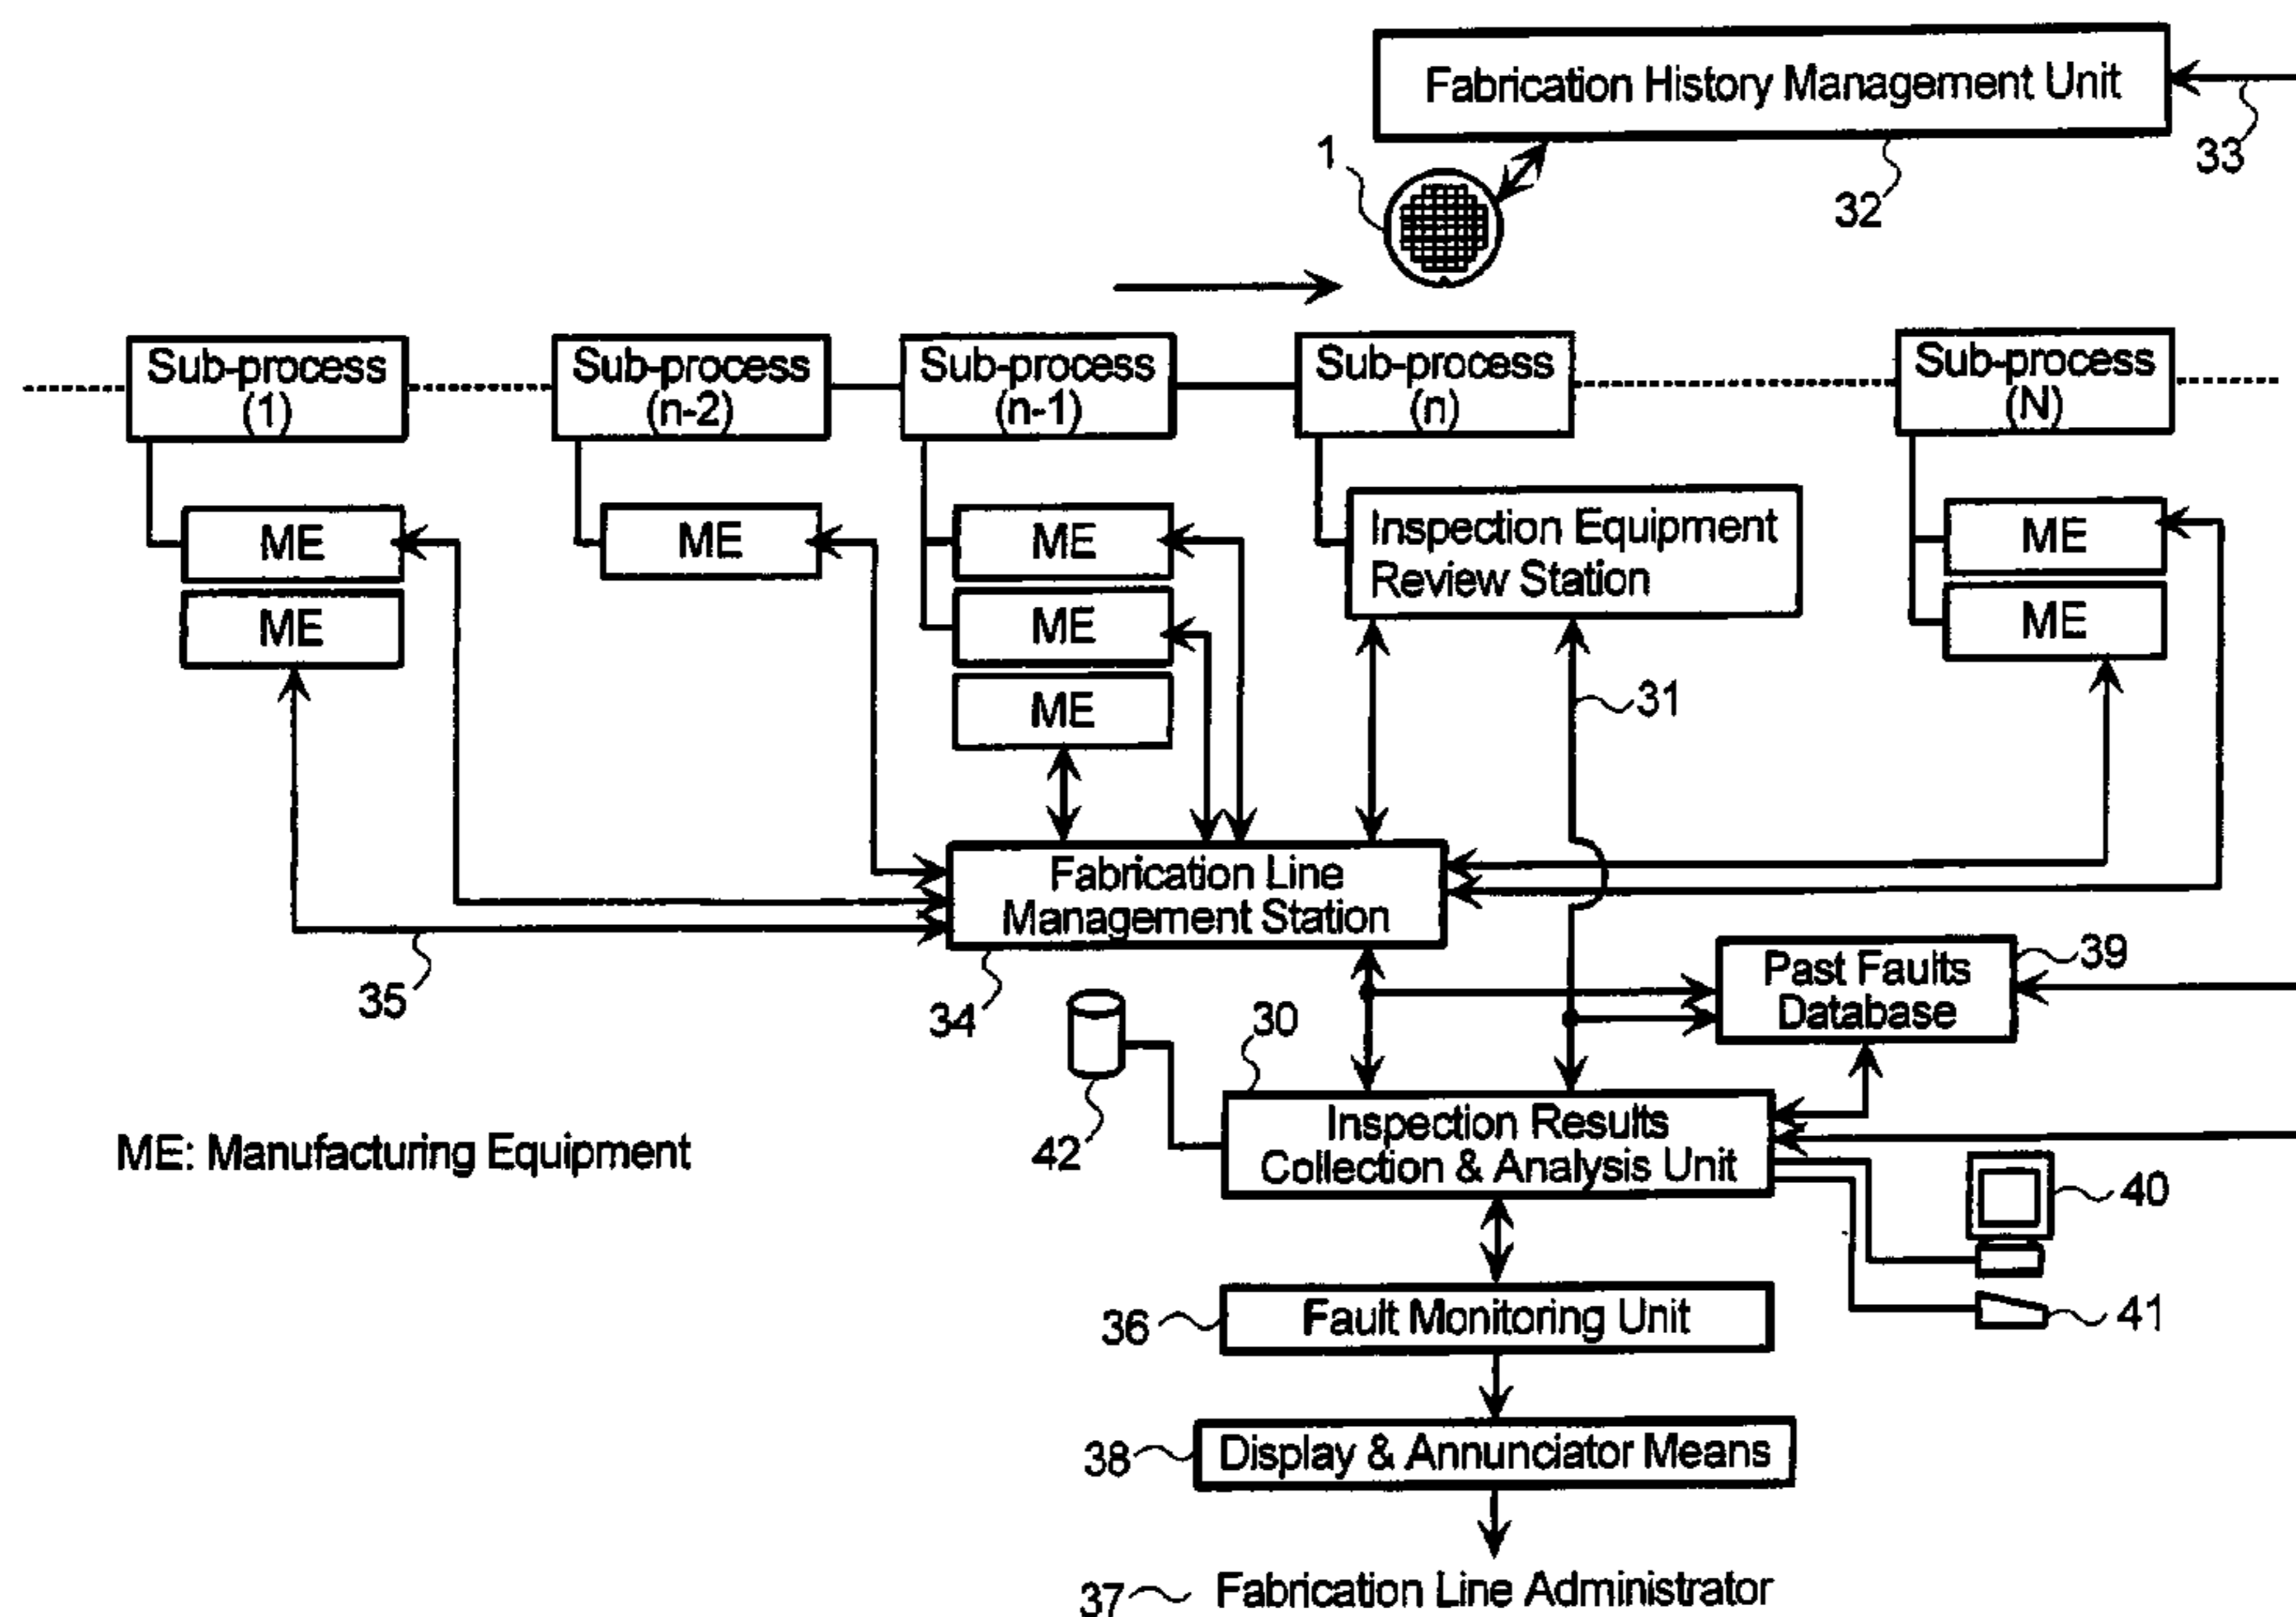 Fabrication History Management Unit
33
1
32
Sub-process
(1)
Sub-process
(n-2)
Sub-process
(n-1)
Sub-process
(n)
Sub-process
(N)
ME
ME
ME
ME
ME
ME
Inspection Equipment
Review Station
ME
ME
31
Fabrication Line
Management Station
35
34
Past Faults
Database
39
30
42
Inspection Results
Collection & Analysis Unit
ME: Manufacturing Equipment
40
41
36
Fault Monitoring Unit
38
Display & Annunciator Means
37
Fabrication Line Administrator